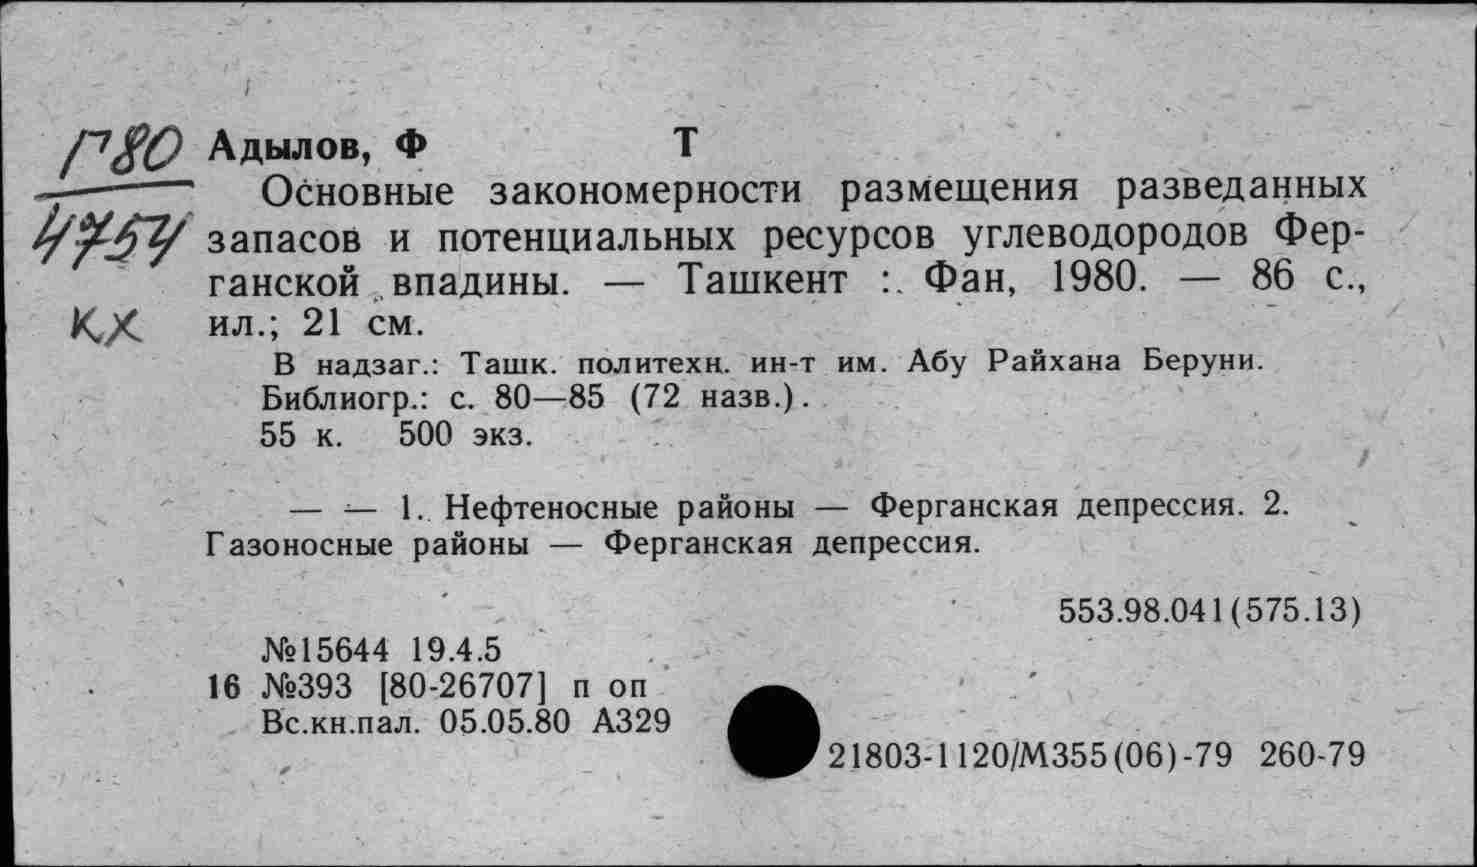 Г80 Адылов, Ф Т
Основные закономерности размещения разведанных
4754 запасов и потенциальных ресурсов углеводородов Фер-
ганской впадины. — Ташкент : Фан, 1980. — 86 с.,
КХ ил.; 21 см.
В надзаг.: Ташк. политехн. ин-т им. Абу Райхана Беруни.
Библиогр.: с. 80—85 (72 назв.).
55 к. 500 экз.
— — 1. Нефтеносные районы — Ферганская депрессия. 2.
Газоносные районы — Ферганская депрессия.
553.98.041(575.13)
№15644 19.4.5
16 №393 [80-26707] п оп
Вс.кн.пал. 05.05.80 А329
21803-1120/М355(06)-79 260-79